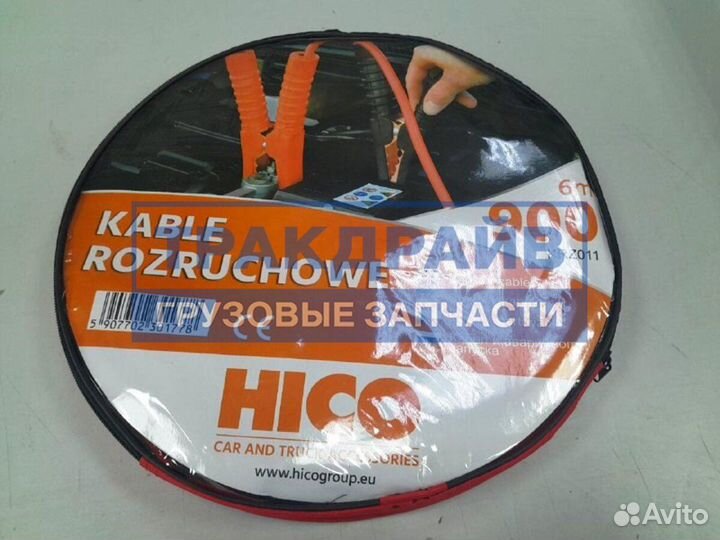 6m
900
KABLE
ROZRUCHOWE
ТРАКДРАЙВ
ГРУЗОВЫЕ ЗАПЧАСТИ
5 907702 301778
CE
HICO
CAR AND TRUCK ACCESSORIES
www.hicogroup.eu
Avito